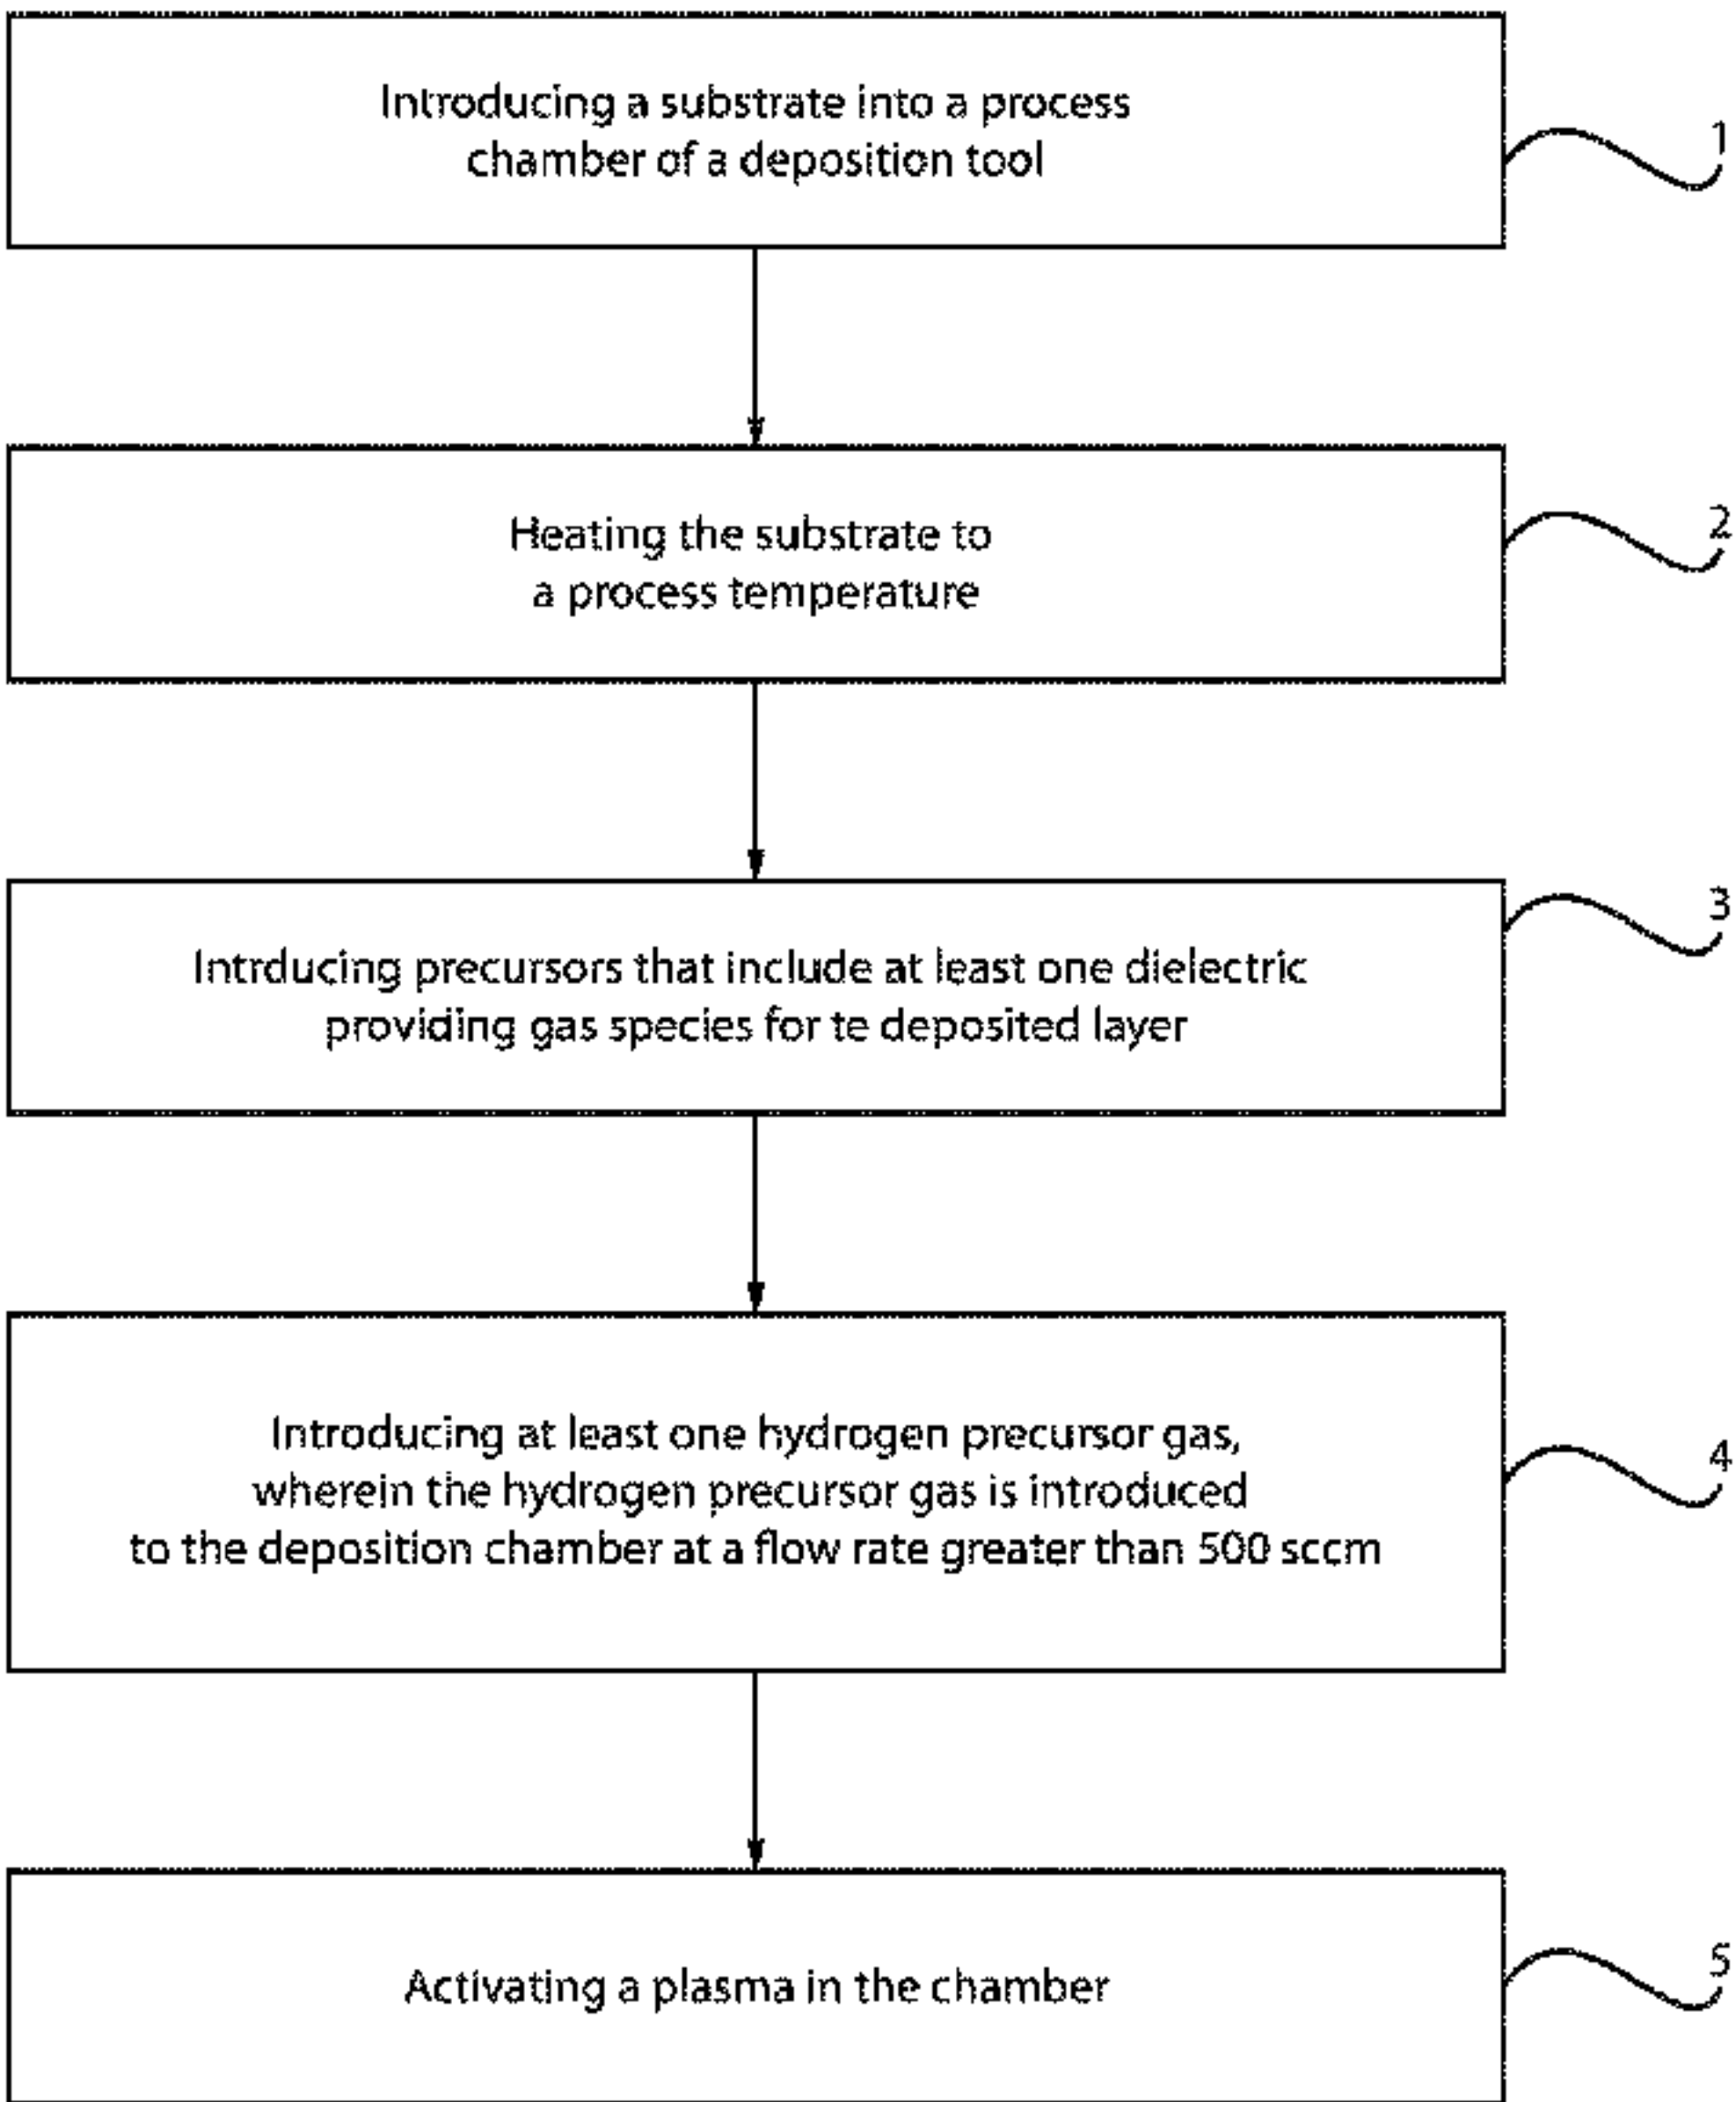 Introducing a substrate into a process
chamber of a deposition tool
1
Heating the substrate to
a process temperature
2
Intrducing precursors that include at least one dielectric
providing gas species for te deposited layer
3
Introducing at least one hydrogen precursor gas,
wherein the hydrogen precursor gas is introduced
to the deposition chamber at a flow rate greater than 500 sccm
4
Activating a plasma in the chamber
5